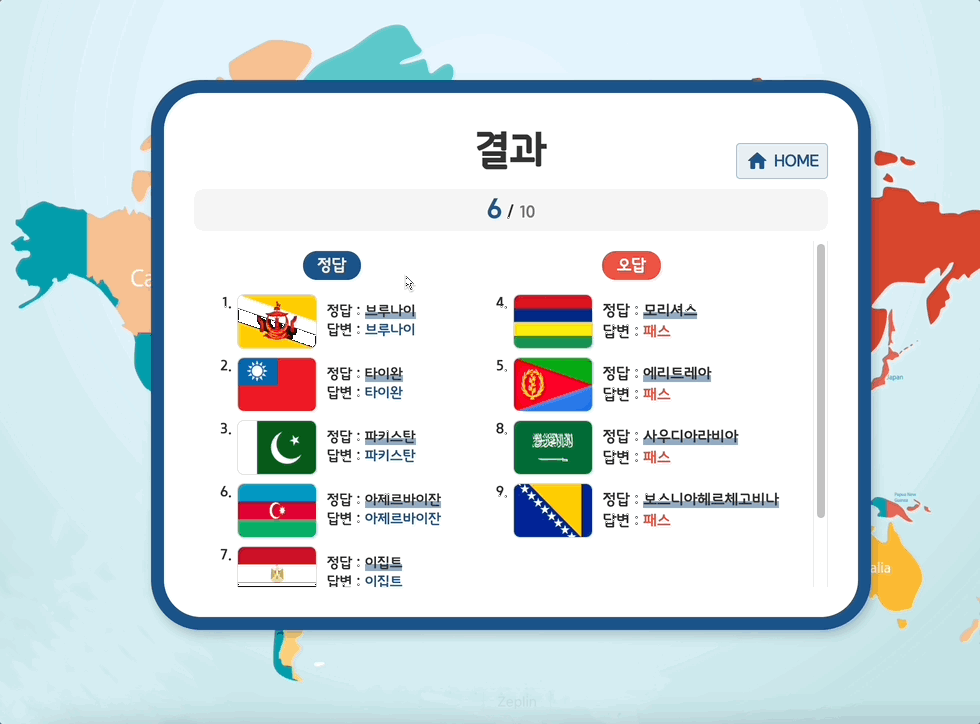 결과
HOME
6 / 10
정답
1. 정답 : 브루나이
답변 : 브루나이
2. 정답 : 타이완
답변 : 타이완
3. 정답 : 파키스탄
답변 : 파키스탄
6. 정답 : 아제르바이잔
답변 : 아제르바이잔
7. 정답 : 이집트
답변 : 이집트
오답
4. 정답 : 모리셔스
답변 : 패스
5. 정답 : 에리트레아
답변 : 패스
8. 정답 : 사우디아라비아
답변 : 패스
9. 정답 : 보스니아헤르체고비나
답변 : 패스
Ca
Japan
Papua New
Guinea
alia
Zeplin